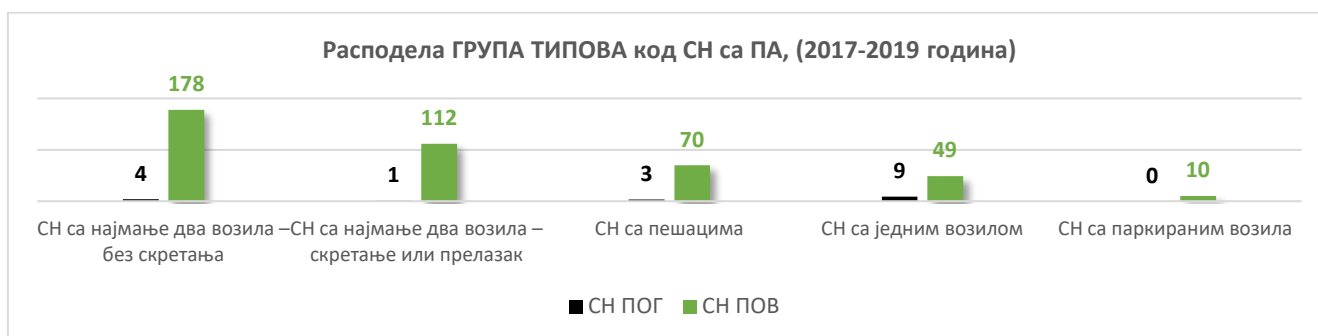 Расподела ГРУПА ТИПОВА код СН са ПА, (2017-2019 година)
178
112
70
49
10
4
1
3
9
0
СН са најмање два возила –
без скретања
СН са најмање два возила –
скретање или прелазак
СН са пешацима
СН са једним возилом
СН са паркираним возила
СН ПОГ
СН ПОВ